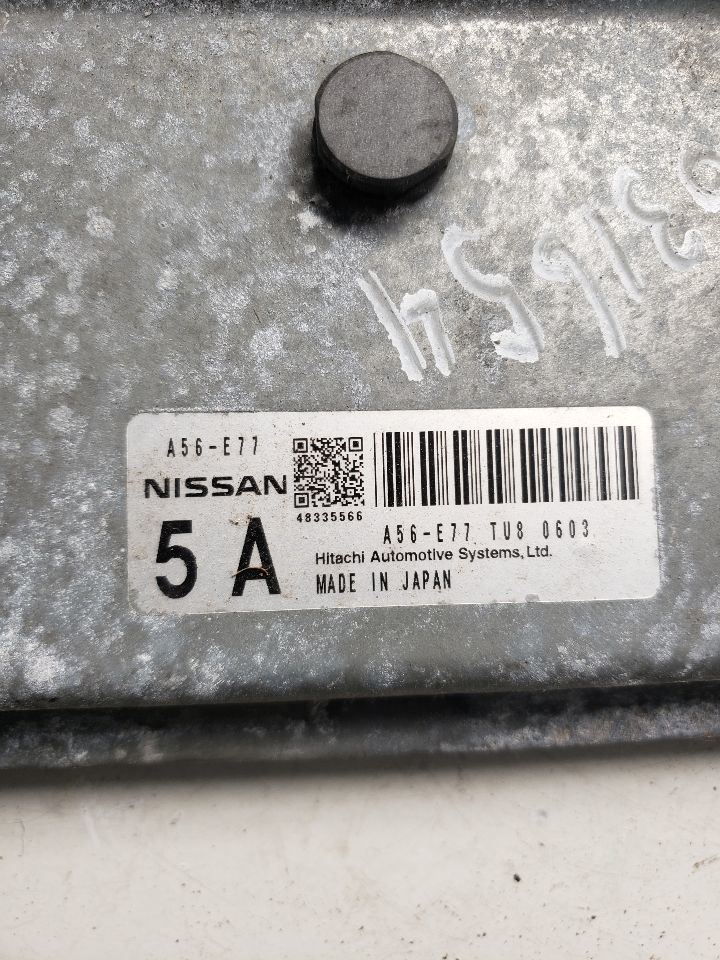 A56-E77
NISSAN
48335566
5 A
A56-E77 TU8 0603
Hitachi Automotive Systems, Ltd.
MADE IN JAPAN